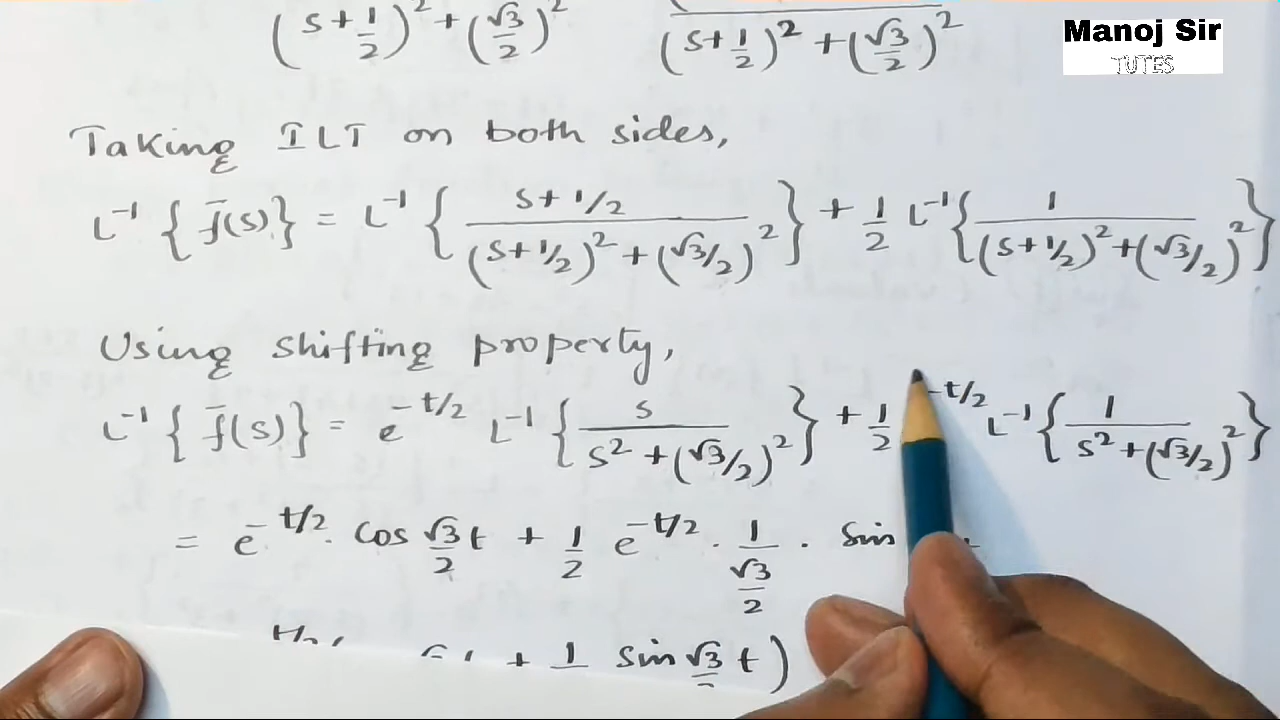 (s+1/2)² + (√3/2)² (s+1/2)² + (√3/2)²
Manoj Sir
TUTES
Taking ILT on both sides,
L⁻¹{f̄(s)} = L⁻¹{(s+1/2)/((s+1/2)²+(√3/2)²)} + 1/2 L⁻¹{1/((s+1/2)²+(√3/2)²)}
Using shifting property,
L⁻¹{f̄(s)} = e^(-t/2) L⁻¹{s/(s²+(√3/2)²)} + 1/2 -t/2 L⁻¹{1/(s²+(√3/2)²)}
= e^(-t/2) · cos √3/2 t + 1/2 e^(-t/2) · 1/(√3/2) · sin
+ 1 sin √3 t)